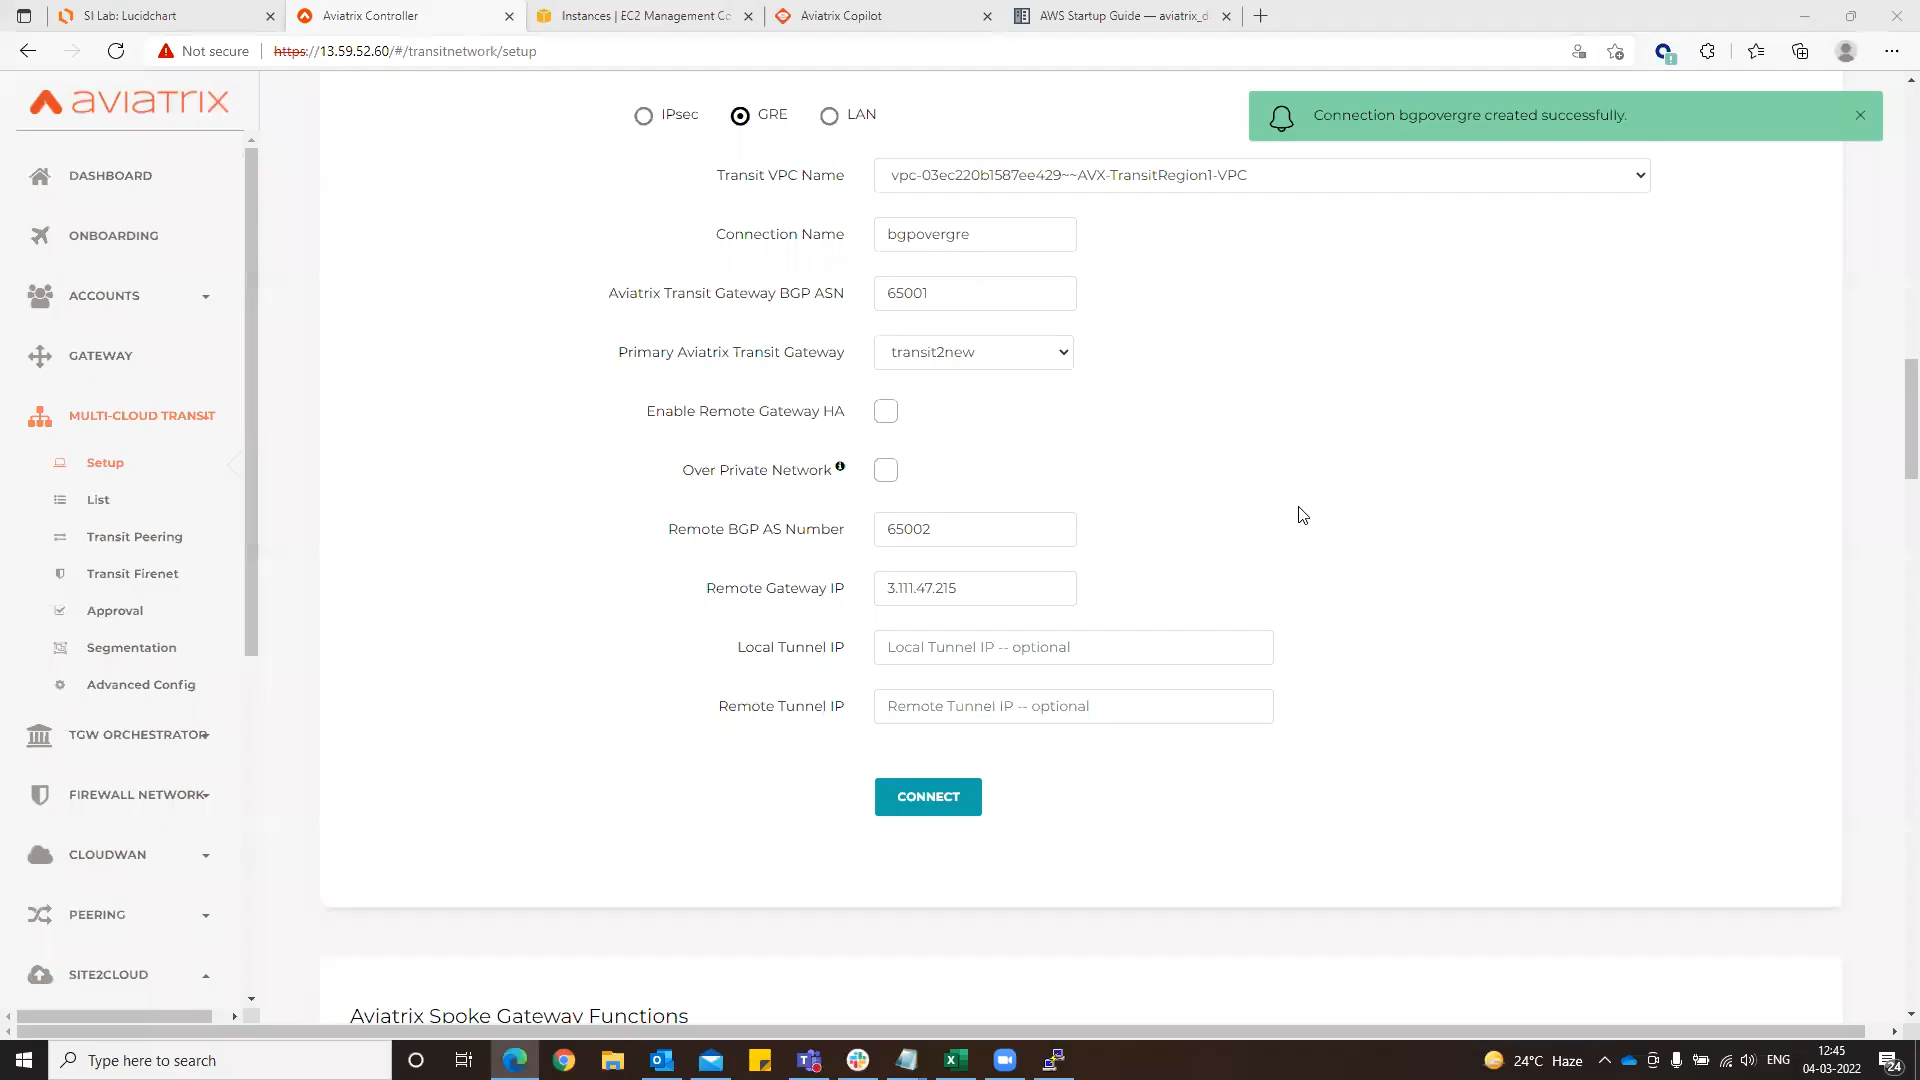 SI Lab: Lucidchart
Aviatrix Controller
Instances | EC2 Management Co
Aviatrix Copilot
AWS Startup Guide — aviatrix_d
Not secure
https://13.59.52.60/#/transitnetwork/setup
aviatrix
IPsec
GRE
LAN
Connection bgpovergre created successfully.
DASHBOARD
ONBOARDING
ACCOUNTS
GATEWAY
MULTI-CLOUD TRANSIT
Setup
List
Transit Peering
Transit Firenet
Approval
Segmentation
Advanced Config
TGW ORCHESTRATOR
FIREWALL NETWORK
CLOUDWAN
PEERING
SITE2CLOUD
Transit VPC Name
vpc-03ec220b1587ee429~~AVX-TransitRegion1-VPC
Connection Name
bgpovergre
Aviatrix Transit Gateway BGP ASN
65001
Primary Aviatrix Transit Gateway
transit2new
Enable Remote Gateway HA
Over Private Network
Remote BGP AS Number
65002
Remote Gateway IP
3.111.47.215
Local Tunnel IP
Local Tunnel IP -- optional
Remote Tunnel IP
Remote Tunnel IP -- optional
CONNECT
Aviatrix Spoke Gateway Functions
Type here to search
24°C Haze
ENG
12:45
04-03-2022
24